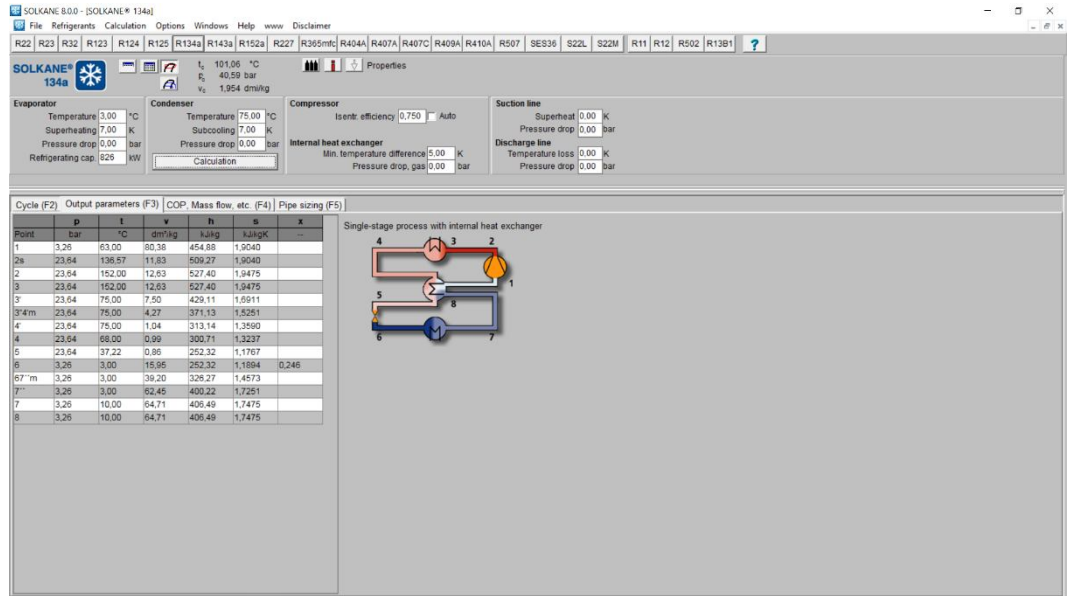 SOLKANE 8.0.0 - [SOLKANE® 134a]
File Refrigerants Calculation Options Windows Help www Disclaimer
R22 R23 R32 R123 R124 R125 R134a R143a R152a R227 R365mfc R404A R407A R407C R409A R410A R507 SES36 S22L S22M R11 R12 R502 R13B1 ?
SOLKANE® 134a
tc 101,06 °C
pc 40,59 bar
vc 1,954 dm³/kg
Properties
Evaporator
Temperature 3,00 °C
Superheating 7,00 K
Pressure drop 0,00 bar
Refrigerating cap. 826 kW
Condenser
Temperature 75,00 °C
Subcooling 7,00 K
Pressure drop 0,00 bar
Calculation
Compressor
Isentr. efficiency 0,750 Auto
Internal heat exchanger
Min. temperature difference 5,00 K
Pressure drop, gas 0,00 bar
Suction line
Superheat 0,00 K
Pressure drop 0,00 bar
Discharge line
Temperature loss 0,00 K
Pressure drop 0,00 bar
Cycle (F2) Output parameters (F3) COP, Mass flow, etc. (F4) Pipe sizing (F5)
p t v h s x
Point bar °C dm³/kg kJ/kg kJ/kgK --
1 3,26 63,00 80,38 454,88 1,9040
2s 23,64 136,57 11,83 509,27 1,9040
2 23,64 152,00 12,63 527,40 1,9475
3 23,64 152,00 12,63 527,40 1,9475
3' 23,64 75,00 7,50 429,11 1,6911
3'4'm 23,64 75,00 4,27 371,13 1,5251
4' 23,64 75,00 1,04 313,14 1,3590
4 23,64 68,00 0,99 300,71 1,3237
5 23,64 37,22 0,86 252,32 1,1767
6 3,26 3,00 15,95 252,32 1,1894 0,246
67''m 3,26 3,00 39,20 326,27 1,4573
7'' 3,26 3,00 62,45 400,22 1,7251
7 3,26 10,00 64,71 406,49 1,7475
8 3,26 10,00 64,71 406,49 1,7475
Single-stage process with internal heat exchanger
4 3 2
1
5 8
6 7